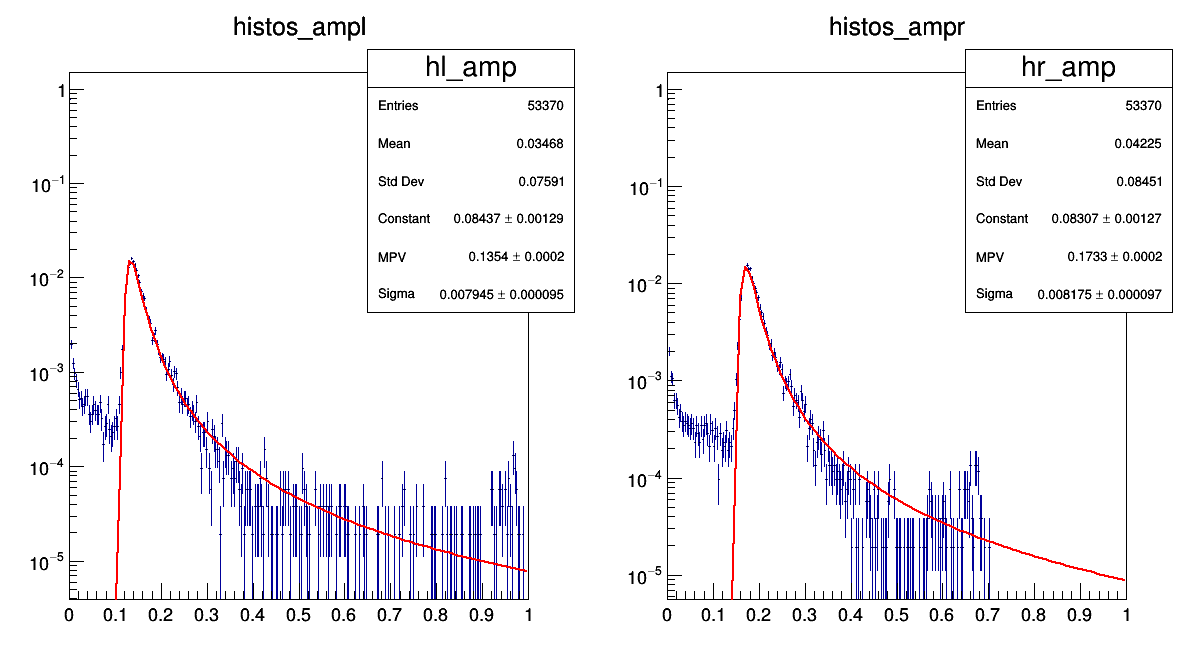 histos_ampl
hl_amp
Entries 53370
Mean 0.03468
Std Dev 0.07591
Constant 0.08437 ± 0.00129
MPV 0.1354 ± 0.0002
Sigma 0.007945 ± 0.000095
1
10⁻¹
10⁻²
10⁻³
10⁻⁴
10⁻⁵
0 0.1 0.2 0.3 0.4 0.5 0.6 0.7 0.8 0.9 1
histos_ampr
hr_amp
Entries 53370
Mean 0.04225
Std Dev 0.08451
Constant 0.08307 ± 0.00127
MPV 0.1733 ± 0.0002
Sigma 0.008175 ± 0.000097
1
10⁻¹
10⁻²
10⁻³
10⁻⁴
10⁻⁵
0 0.1 0.2 0.3 0.4 0.5 0.6 0.7 0.8 0.9 1